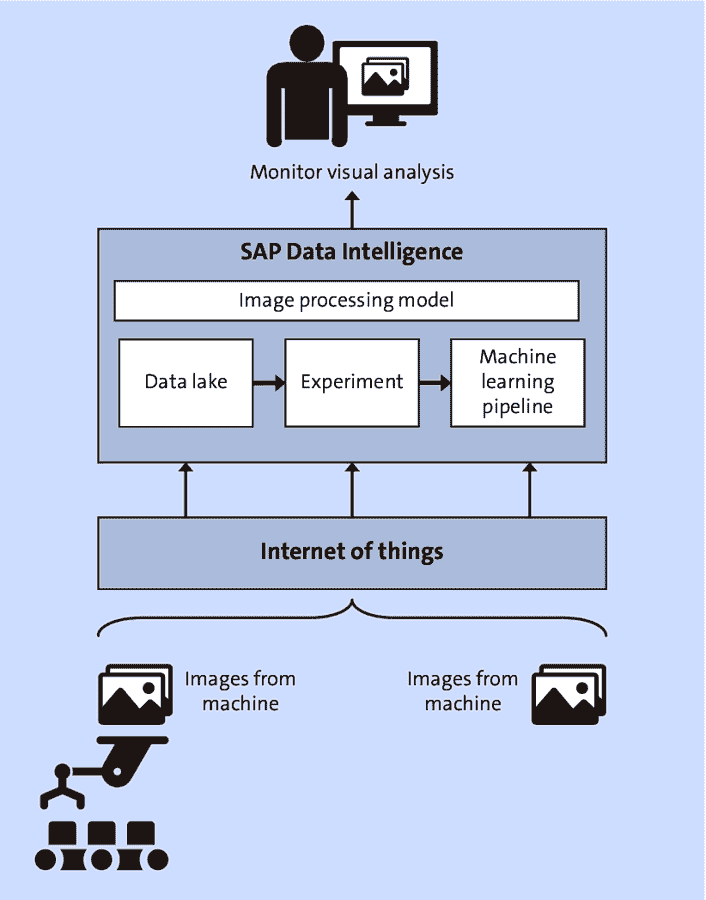 Monitor visual analysis
SAP Data Intelligence
Image processing model
Data lake
Experiment
Machine
learning
pipeline
Internet of things
Images from
machine
Images from
machine